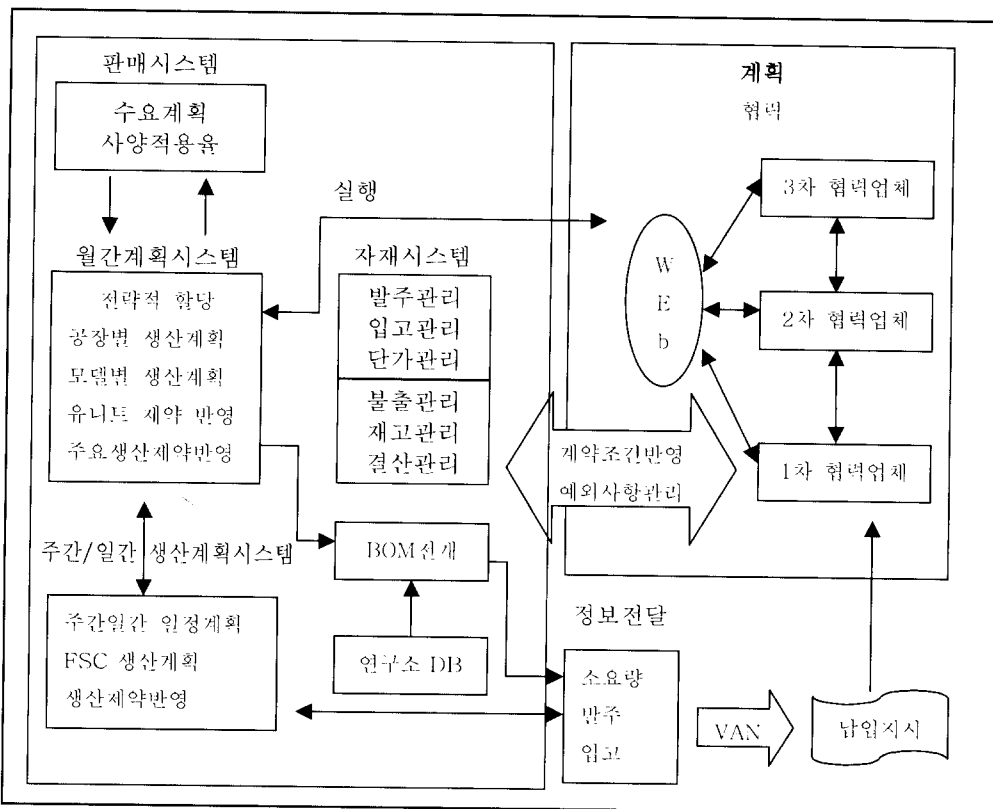 판매시스템
수요계획
사양적용율
실행
월간계획시스템
전략적 할당
공장별 생산계획
모델별 생산계획
유니트 제약 반영
주요생산제약반영
자재시스템
발주관리
입고관리
단가관리
불출관리
재고관리
결산관리
주간/일간 생산계획시스템
주간일간 일정계획
FSC 생산계획
생산제약반영
BOM전개
연구소 DB
계획
협력
WEb
3차 협력업체
2차 협력업체
1차 협력업체
계약조건반영
예외사항관리
정보전달
소요량
발주
입고
VAN
납입지시